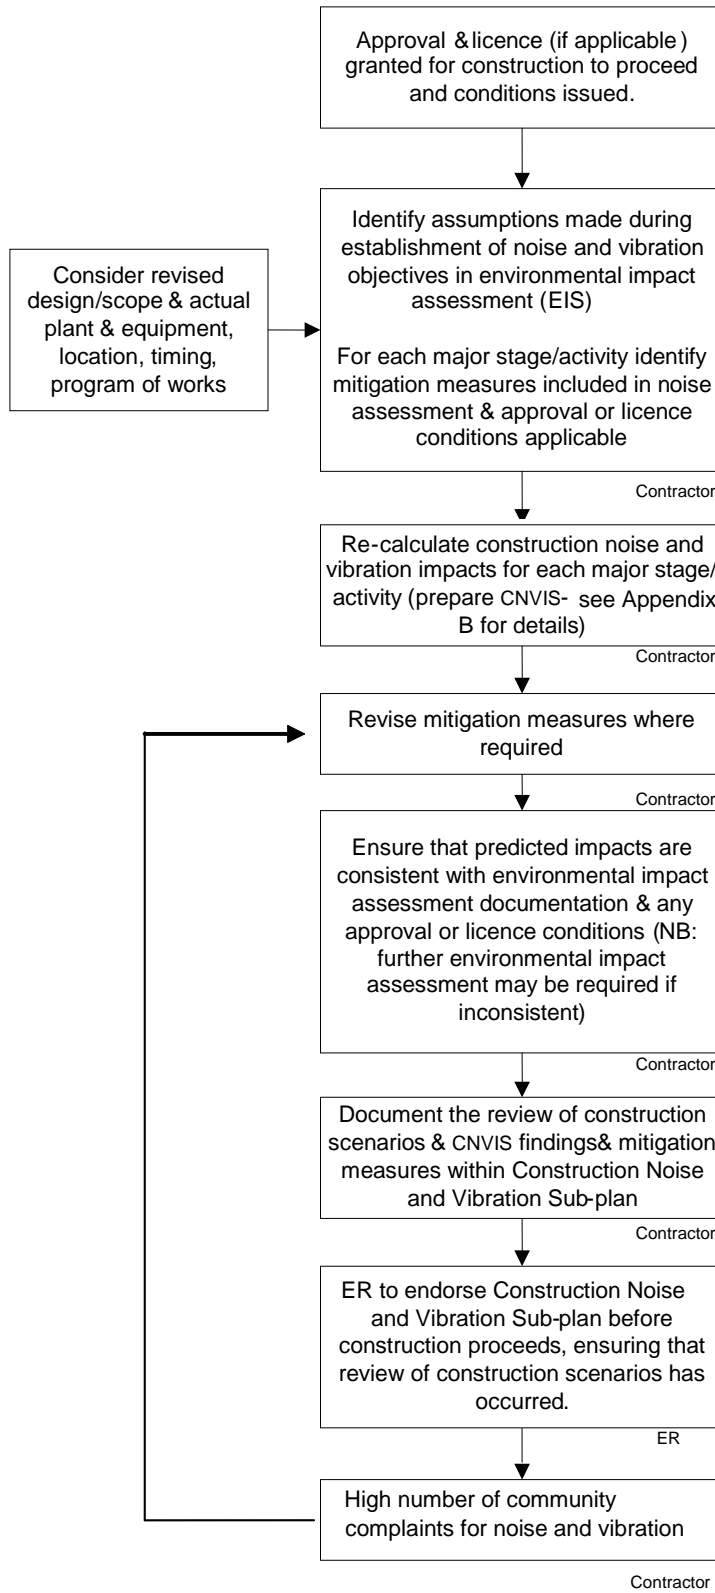 Approval & licence (if applicable)
granted for construction to proceed
and conditions issued.
Consider revised
design/scope & actual
plant & equipment,
location, timing,
program of works
Identify assumptions made during
establishment of noise and vibration
objectives in environmental impact
assessment (EIS)
For each major stage/activity identify
mitigation measures included in noise
assessment & approval or licence
conditions applicable
Contractor
Re-calculate construction noise and
vibration impacts for each major stage/
activity (prepare CNVIS- see Appendix
B for details)
Contractor
Revise mitigation measures where
required
Contractor
Ensure that predicted impacts are
consistent with environmental impact
assessment documentation & any
approval or licence conditions (NB:
further environmental impact
assessment may be required if
inconsistent)
Contractor
Document the review of construction
scenarios & CNVIS findings& mitigation
measures within Construction Noise
and Vibration Sub-plan
Contractor
ER to endorse Construction Noise
and Vibration Sub-plan before
construction proceeds, ensuring that
review of construction scenarios has
occurred.
ER
High number of community
complaints for noise and vibration
Contractor